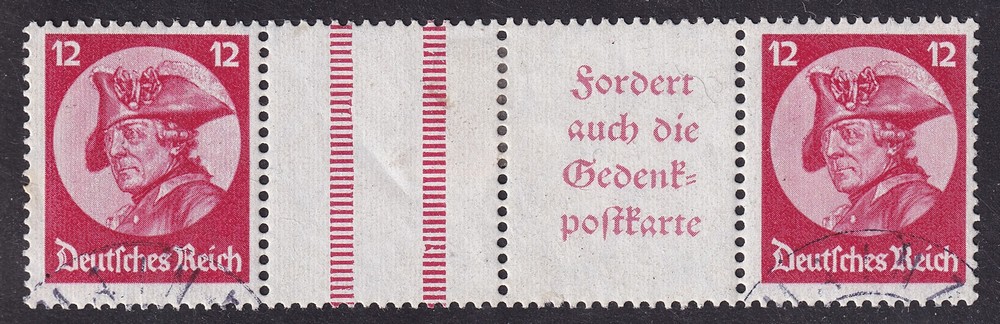 12 12
Deutsches Reich
Fordert
auch die
Gedenk=
postkarte
12 12
Deutsches Reich